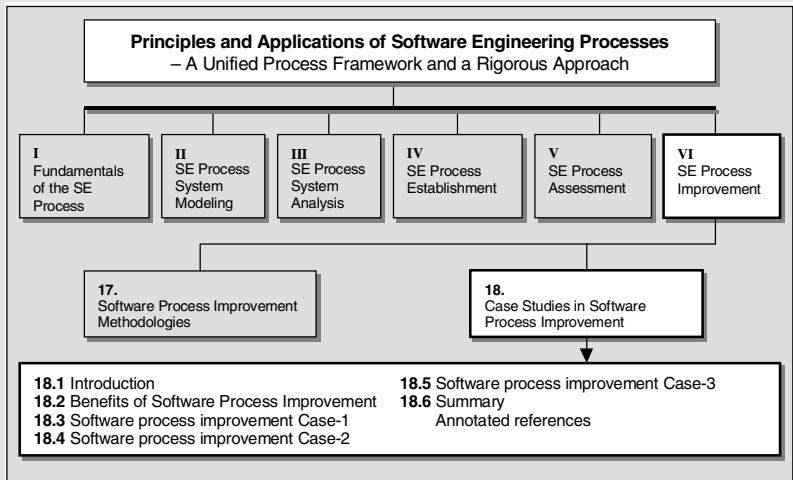 Principles and Applications of Software Engineering Processes
– A Unified Process Framework and a Rigorous Approach
I
Fundamentals
of the SE
Process
II
SE Process
System
Modeling
III
SE Process
System
Analysis
IV
SE Process
Establishment
V
SE Process
Assessment
VI
SE Process
Improvement
17.
Software Process Improvement
Methodologies
18.
Case Studies in Software
Process Improvement
18.1 Introduction
18.2 Benefits of Software Process Improvement
18.3 Software process improvement Case-1
18.4 Software process improvement Case-2
18.5 Software process improvement Case-3
18.6 Summary
Annotated references